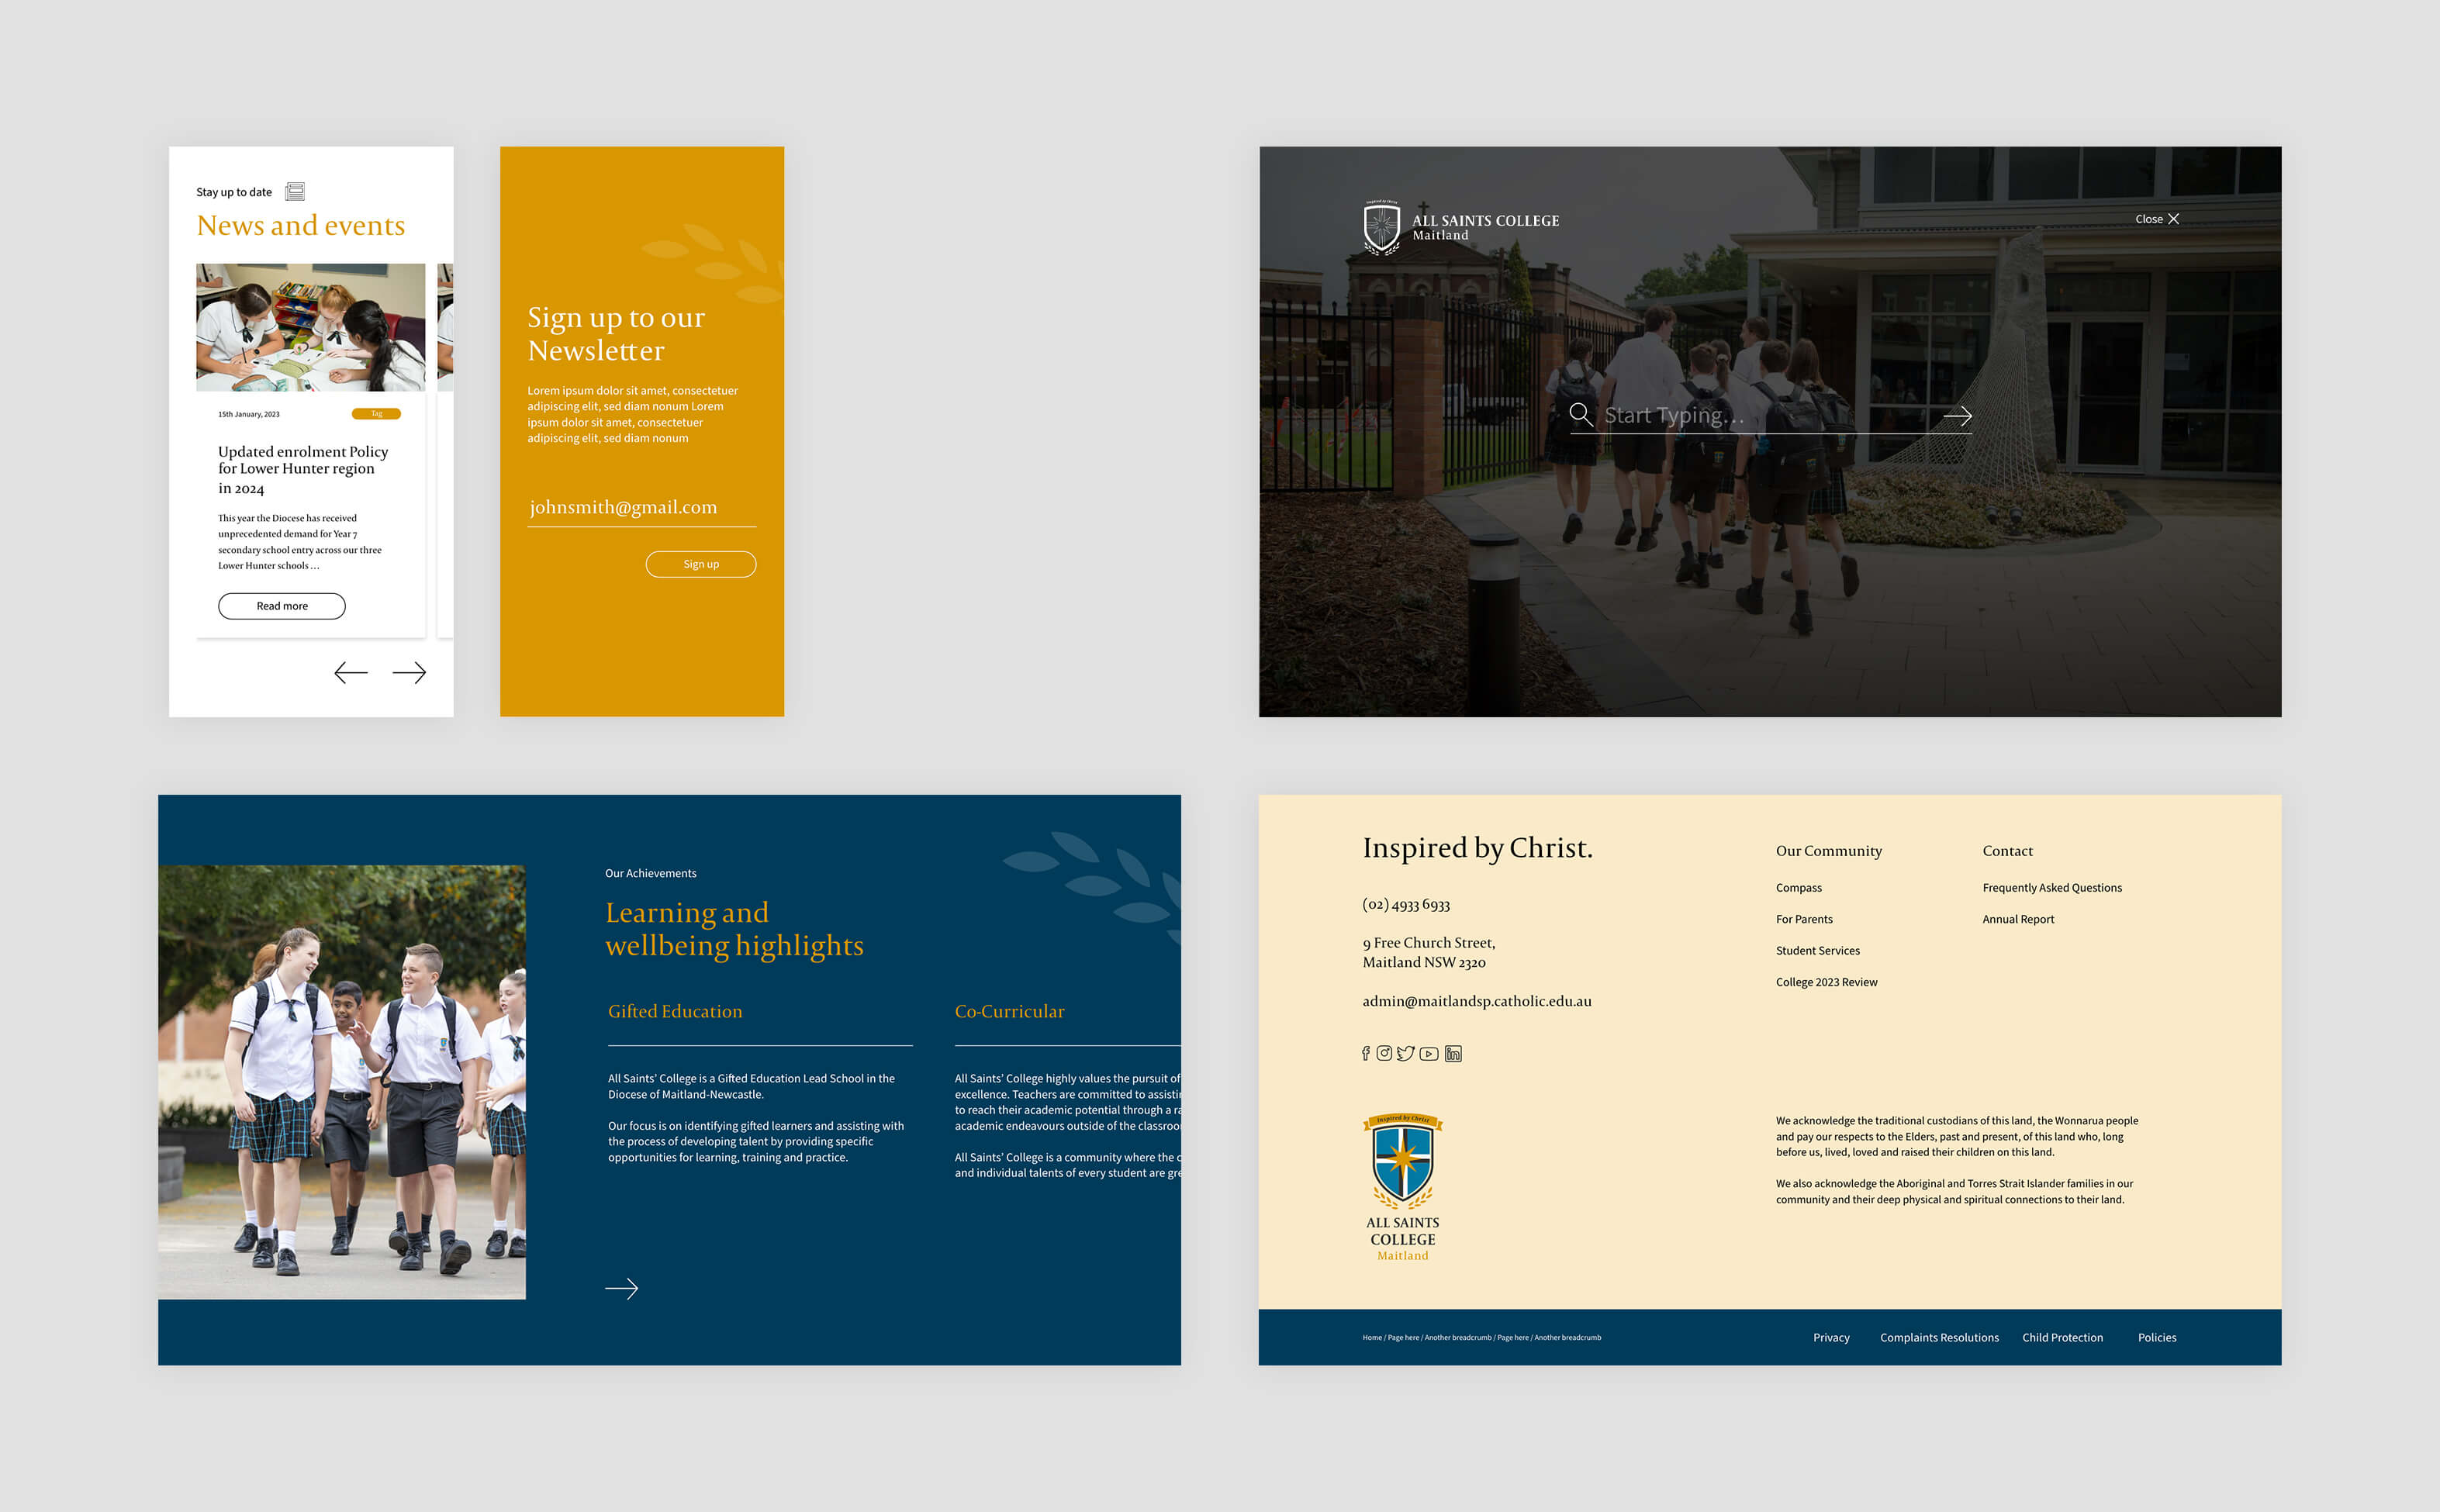 Stay up to date
News and events
15th January, 2023
Tag
Updated enrolment Policy
for Lower Hunter region
in 2024
This year the Diocese has received
unprecedented demand for Year 7
secondary school entry across our three
Lower Hunter schools ...
Read more
Sign up to our
Newsletter
Lorem ipsum dolor sit amet, consectetuer
adipiscing elit, sed diam nonum Lorem
ipsum dolor sit amet, consectetuer
adipiscing elit, sed diam nonum
johnsmith@gmail.com
Sign up
Inspired by Christ
ALL SAINTS COLLEGE
Maitland
Close
Start Typing...
Our Achievements
Learning and
wellbeing highlights
Gifted Education
All Saints' College is a Gifted Education Lead School in the
Diocese of Maitland-Newcastle.
Our focus is on identifying gifted learners and assisting with
the process of developing talent by providing specific
opportunities for learning, training and practice.
Co-Curricular
All Saints' College highly values the pursuit of
excellence. Teachers are committed to assisti
to reach their academic potential through a ra
academic endeavours outside of the classroo
All Saints' College is a community where the
and individual talents of every student are gre
Inspired by Christ.
(02) 4933 6933
9 Free Church Street,
Maitland NSW 2320
admin@maitlandsp.catholic.edu.au
in
Our Community
Compass
For Parents
Student Services
College 2023 Review
Contact
Frequently Asked Questions
Annual Report
Inspired by Christ
ALL SAINTS
COLLEGE
Maitland
We acknowledge the traditional custodians of this land, the Wonnarua people
and pay our respects to the Elders, past and present, of this land who, long
before us, lived, loved and raised their children on this land.
We also acknowledge the Aboriginal and Torres Strait Islander families in our
community and their deep physical and spiritual connections to their land.
Home / Page here / Another breadcrumb / Page here / Another breadcrumb
Privacy
Complaints Resolutions
Child Protection
Policies